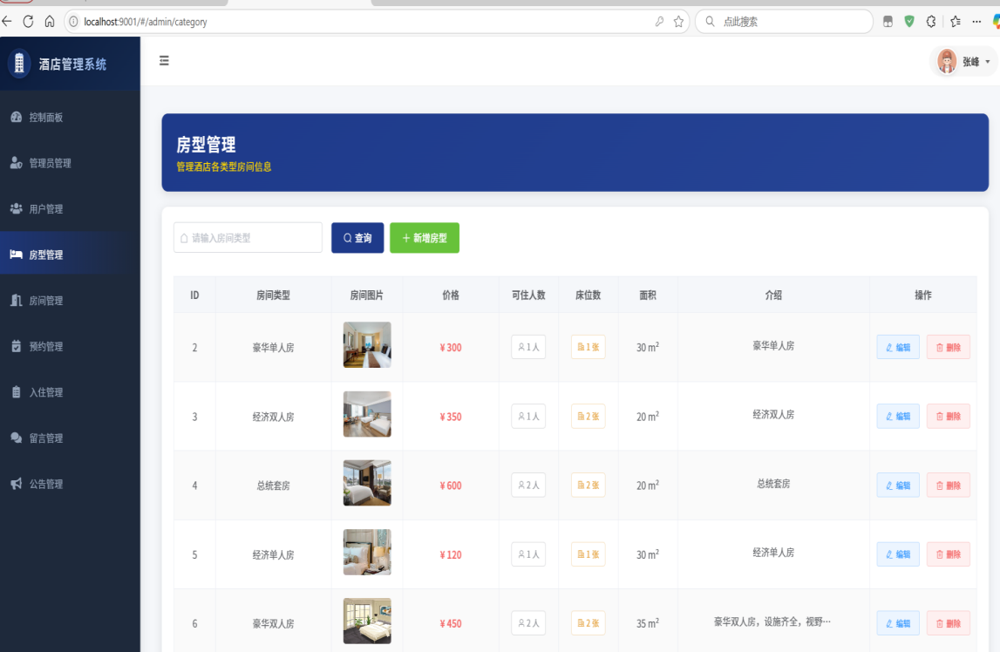 localhost:9001/#/admin/category
点此搜索
酒店管理系统
张峰
控制面板
管理员管理
用户管理
房型管理
房间管理
预约管理
入住管理
留言管理
公告管理
房型管理
管理酒店各类型房间信息
请输入房间类型 查询 新增房型
ID 房间类型 房间图片 价格 可住人数 床位数 面积 介绍 操作
2 豪华单人房 ¥300 1人 1张 30 m² 豪华单人房 编辑 删除
3 经济双人房 ¥350 1人 2张 20 m² 经济双人房 编辑 删除
4 总统套房 ¥600 2人 2张 20 m² 总统套房 编辑 删除
5 经济单人房 ¥120 1人 1张 30 m² 经济单人房 编辑 删除
6 豪华双人房 ¥450 2人 2张 35 m² 豪华双人房，设施齐全，视野… 编辑 删除